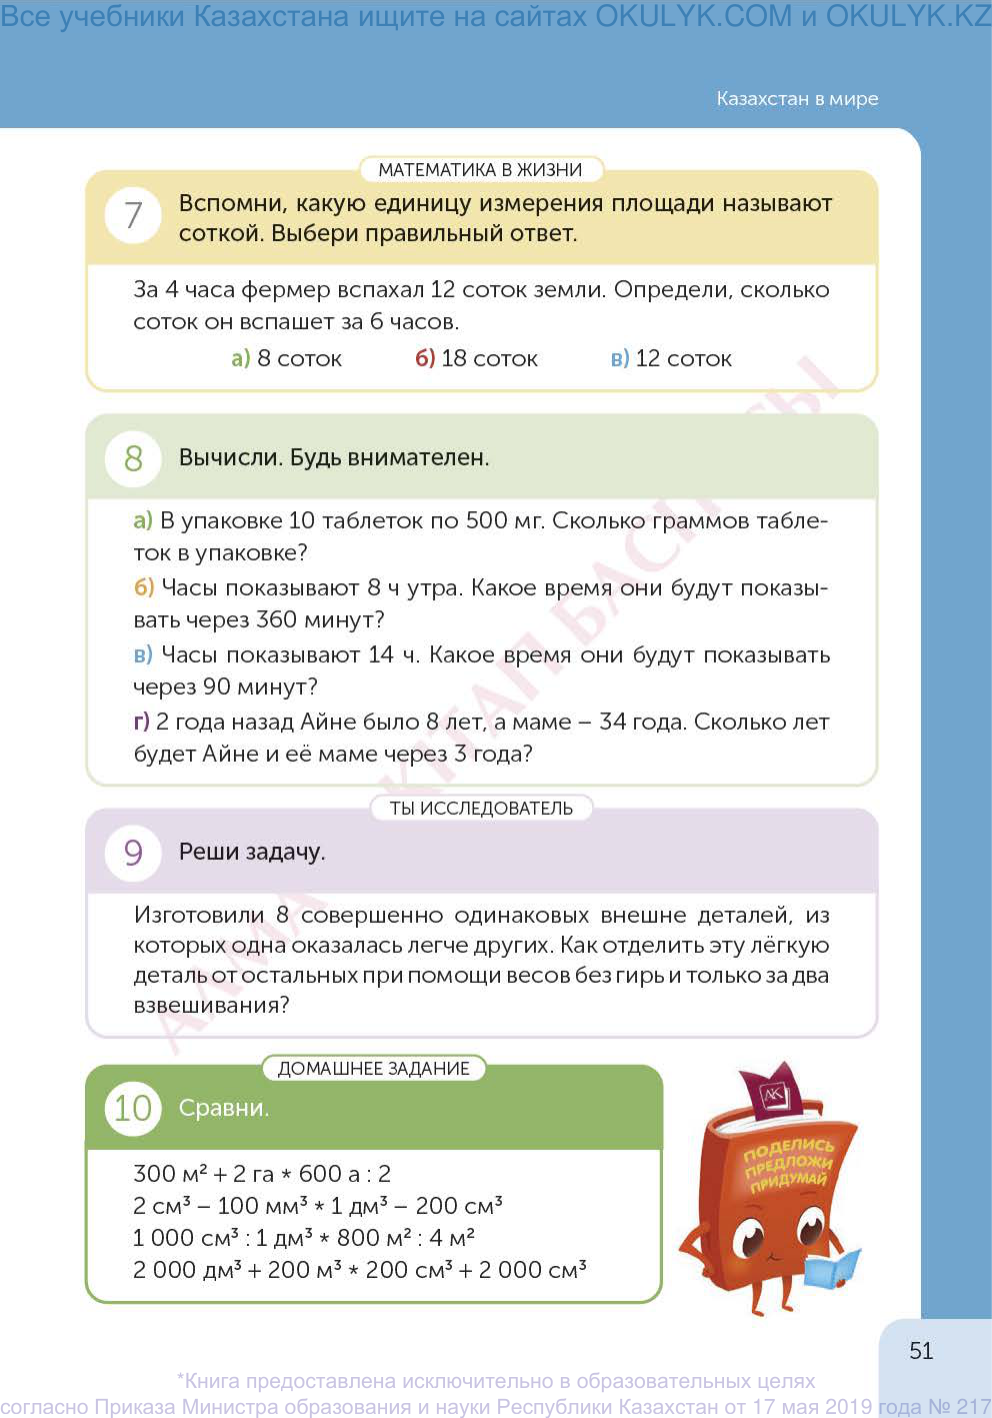 Все учебники Казахстана ищите на сайтах OKULYK.COM и OKULYK.KZ
Казахстан в мире
МАТЕМАТИКА В ЖИЗНИ
7
Вспомни, какую единицу измерения площади называют
соткой. Выбери правильный ответ.
За 4 часа фермер вспахал 12 соток земли. Определи, сколько
соток он вспашет за 6 часов.
а) 8 соток б) 18 соток в) 12 соток
8
Вычисли. Будь внимателен.
а) В упаковке 10 таблеток по 500 мг. Сколько граммов табле-
ток в упаковке?
б) Часы показывают 8 ч утра. Какое время они будут показы-
вать через 360 минут?
в) Часы показывают 14 ч. Какое время они будут показывать
через 90 минут?
г) 2 года назад Айне было 8 лет, а маме – 34 года. Сколько лет
будет Айне и её маме через 3 года?
ТЫ ИССЛЕДОВАТЕЛЬ
9
Реши задачу.
Изготовили 8 совершенно одинаковых внешне деталей, из
которых одна оказалась легче других. Как отделить эту лёгкую
деталь от остальных при помощи весов без гирь и только за два
взвешивания?
ДОМАШНЕЕ ЗАДАНИЕ
10
Сравни.
300 м² + 2 га * 600 а : 2
2 см³ – 100 мм³ * 1 дм³ – 200 см³
1 000 см³ : 1 дм³ * 800 м² : 4 м²
2 000 дм³ + 200 м³ * 200 см³ + 2 000 см³
АК
ПОДЕЛИСЬ
ПРЕДЛОЖИ
ПРИДУМАЙ
51
*Книга предоставлена исключительно в образовательных целях
согласно Приказа Министра образования и науки Республики Казахстан от 17 мая 2019 года № 217